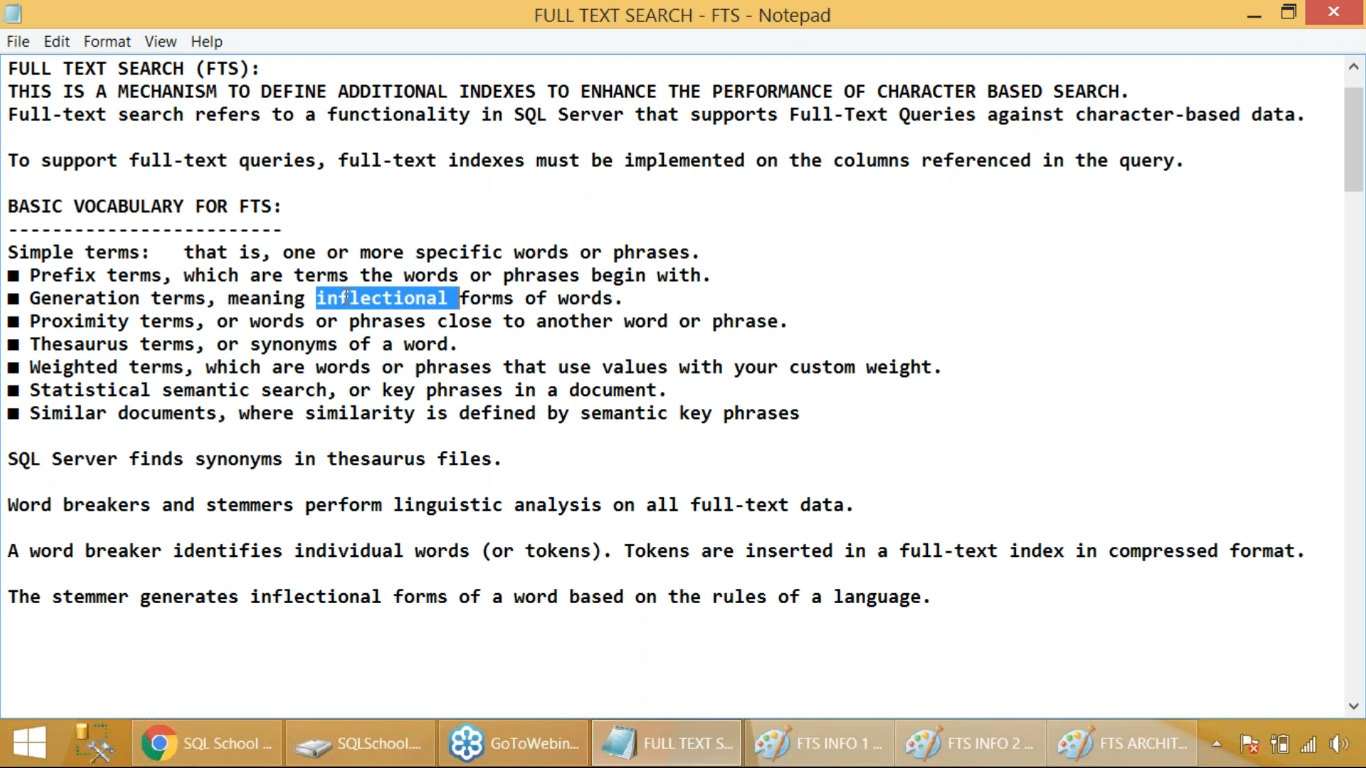 FULL TEXT SEARCH - FTS - Notepad
File Edit Format View Help
FULL TEXT SEARCH (FTS):
THIS IS A MECHANISM TO DEFINE ADDITIONAL INDEXES TO ENHANCE THE PERFORMANCE OF CHARACTER BASED SEARCH.
Full-text search refers to a functionality in SQL Server that supports Full-Text Queries against character-based data.
To support full-text queries, full-text indexes must be implemented on the columns referenced in the query.
BASIC VOCABULARY FOR FTS:
-------------------------
Simple terms:   that is, one or more specific words or phrases.
■ Prefix terms, which are terms the words or phrases begin with.
■ Generation terms, meaning inflectional forms of words.
■ Proximity terms, or words or phrases close to another word or phrase.
■ Thesaurus terms, or synonyms of a word.
■ Weighted terms, which are words or phrases that use values with your custom weight.
■ Statistical semantic search, or key phrases in a document.
■ Similar documents, where similarity is defined by semantic key phrases
SQL Server finds synonyms in thesaurus files.
Word breakers and stemmers perform linguistic analysis on all full-text data.
A word breaker identifies individual words (or tokens). Tokens are inserted in a full-text index in compressed format.
The stemmer generates inflectional forms of a word based on the rules of a language.
SQL School ... SQLSchool.... GoToWebin... FULL TEXT S... FTS INFO 1 ... FTS INFO 2 ... FTS ARCHIT...